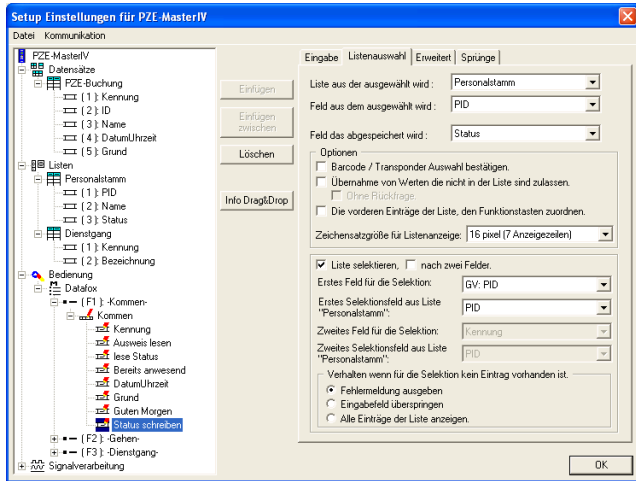 Setup Einstellungen für PZE-MasterIV
Datei Kommunikation
PZE-MasterIV
Datensätze
PZE-Buchung
( 1 ): Kennung
( 2 ): ID
( 3 ): Name
( 4 ): DatumUhrzeit
( 5 ): Grund
Listen
Personalstamm
( 1 ): PID
( 2 ): Name
( 3 ): Status
Dienstgang
( 1 ): Kennung
( 2 ): Bezeichnung
Bedienung
Datafox
( F1 ): -Kommen-
Kommen
Kennung
Ausweis lesen
lese Status
Bereits anwesend
DatumUhrzeit
Grund
Guten Morgen
Status schreiben
( F2 ): -Gehen-
( F3 ): -Dienstgang-
Signalverarbeitung
Einfügen
Einfügen
zwischen
Löschen
Info Drag&Drop
Eingabe Listenauswahl Erweitert Sprünge
Liste aus der ausgewählt wird : Personalstamm
Feld aus dem ausgewählt wird : PID
Feld das abgespeichert wird : Status
Optionen
Barcode / Transponder Auswahl bestätigen.
Übernahme von Werten die nicht in der Liste sind zulassen.
Ohne Rückfrage.
Die vorderen Einträge der Liste, den Funktionstasten zuordnen.
Zeichensatzgröße für Listenanzeige: 16 pixel (7 Anzeigezeilen)
Liste selektieren, nach zwei Felder.
Erstes Feld für die Selektion: GV: PID
Erstes Selektionsfeld aus Liste
"Personalstamm": PID
Zweites Feld für die Selektion: Kennung
Zweites Selektionsfeld aus Liste
"Personalstamm": PID
Verhalten wenn für die Selektion kein Eintrag vorhanden ist.
Fehlermeldung ausgeben
Eingabefeld überspringen
Alle Einträge der Liste anzeigen.
OK